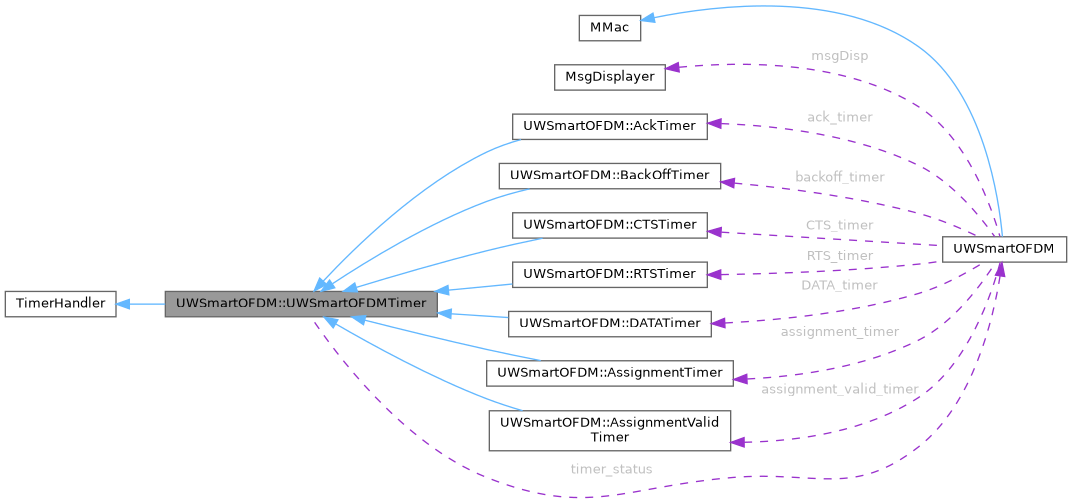 MMac
msgDisp
MsgDisplayer
ack_timer
UWSmartOFDM::AckTimer
backoff_timer
UWSmartOFDM::BackOffTimer
CTS_timer
UWSmartOFDM::CTSTimer
UWSmartOFDM
RTS_timer
UWSmartOFDM::RTSTimer
DATA_timer
TimerHandler
UWSmartOFDM::UWSmartOFDMTimer
UWSmartOFDM::DATATimer
assignment_timer
UWSmartOFDM::AssignmentTimer
assignment_valid_timer
UWSmartOFDM::AssignmentValid
Timer
timer_status